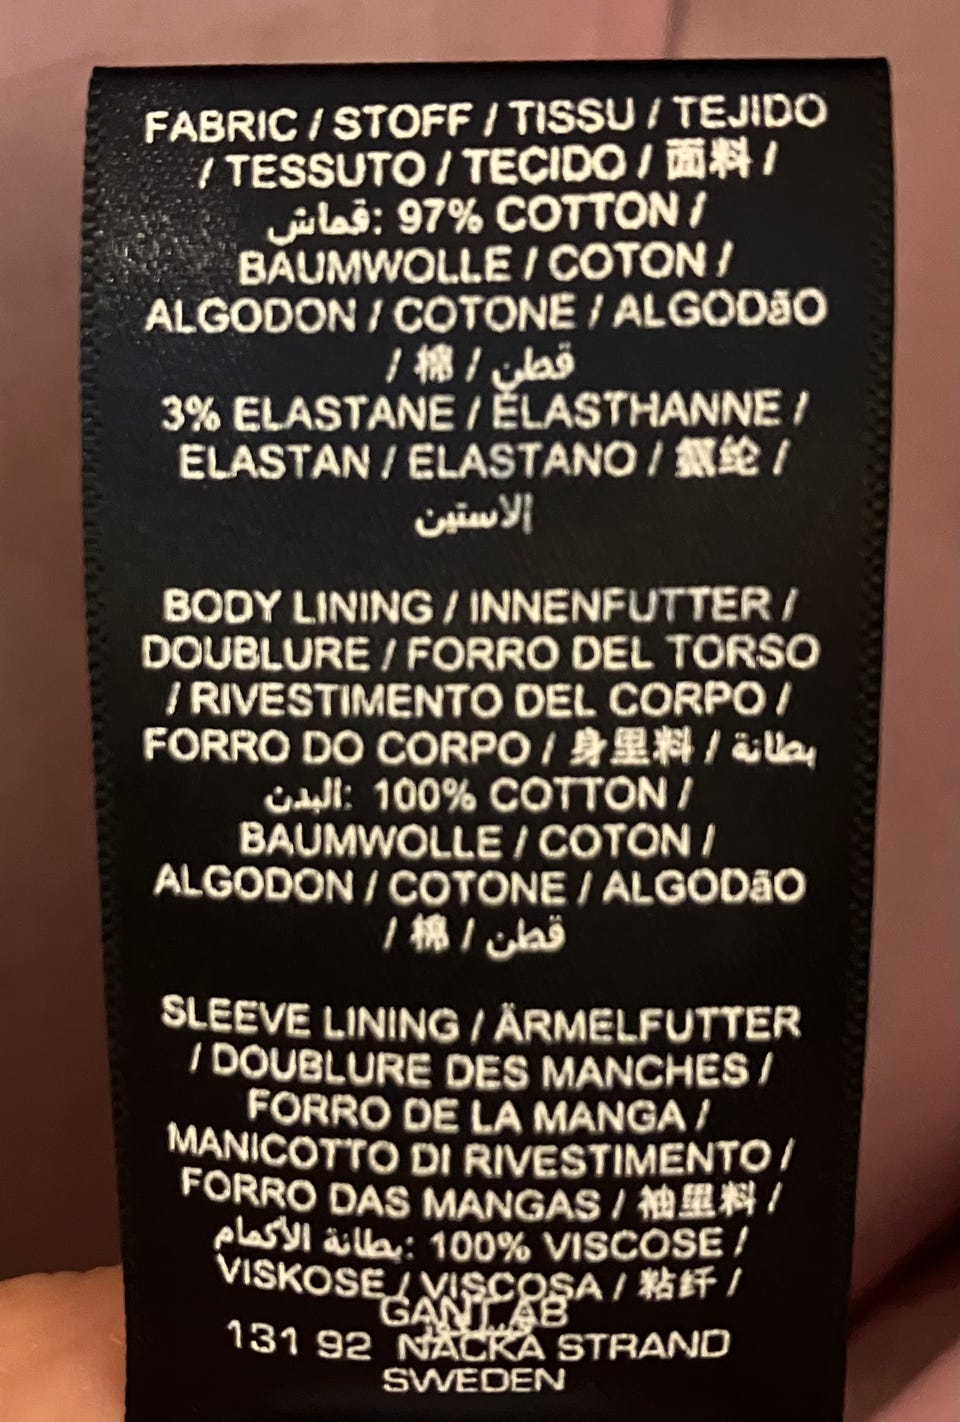 FABRIC / STOFF / TISSU / TEJIDO
/ TESSUTO / TECIDO / 面料 /
قماش: 97% COTTON /
BAUMWOLLE / COTON /
ALGODON / COTONE / ALGODãO
/ 棉 / قطن
3% ELASTANE / ÉLASTHANNE /
ELASTAN / ELASTANO / 氨纶 /
الاستين
BODY LINING / INNENFUTTER /
DOUBLURE / FORRO DEL TORSO
/ RIVESTIMENTO DEL CORPO /
FORRO DO CORPO / 身里料 / بطانة
البدن: 100% COTTON /
BAUMWOLLE / COTON /
ALGODON / COTONE / ALGODãO
/ 棉 / قطن
SLEEVE LINING / ÄRMELFUTTER
/ DOUBLURE DES MANCHES /
FORRO DE LA MANGA /
MANICOTTO DI RIVESTIMENTO /
FORRO DAS MANGAS / 袖里料 /
بطانة الأكمام: 100% VISCOSE /
VISKOSE / VISCOSA / 粘纤 /
GANT AB
131 92 NACKA STRAND
SWEDEN